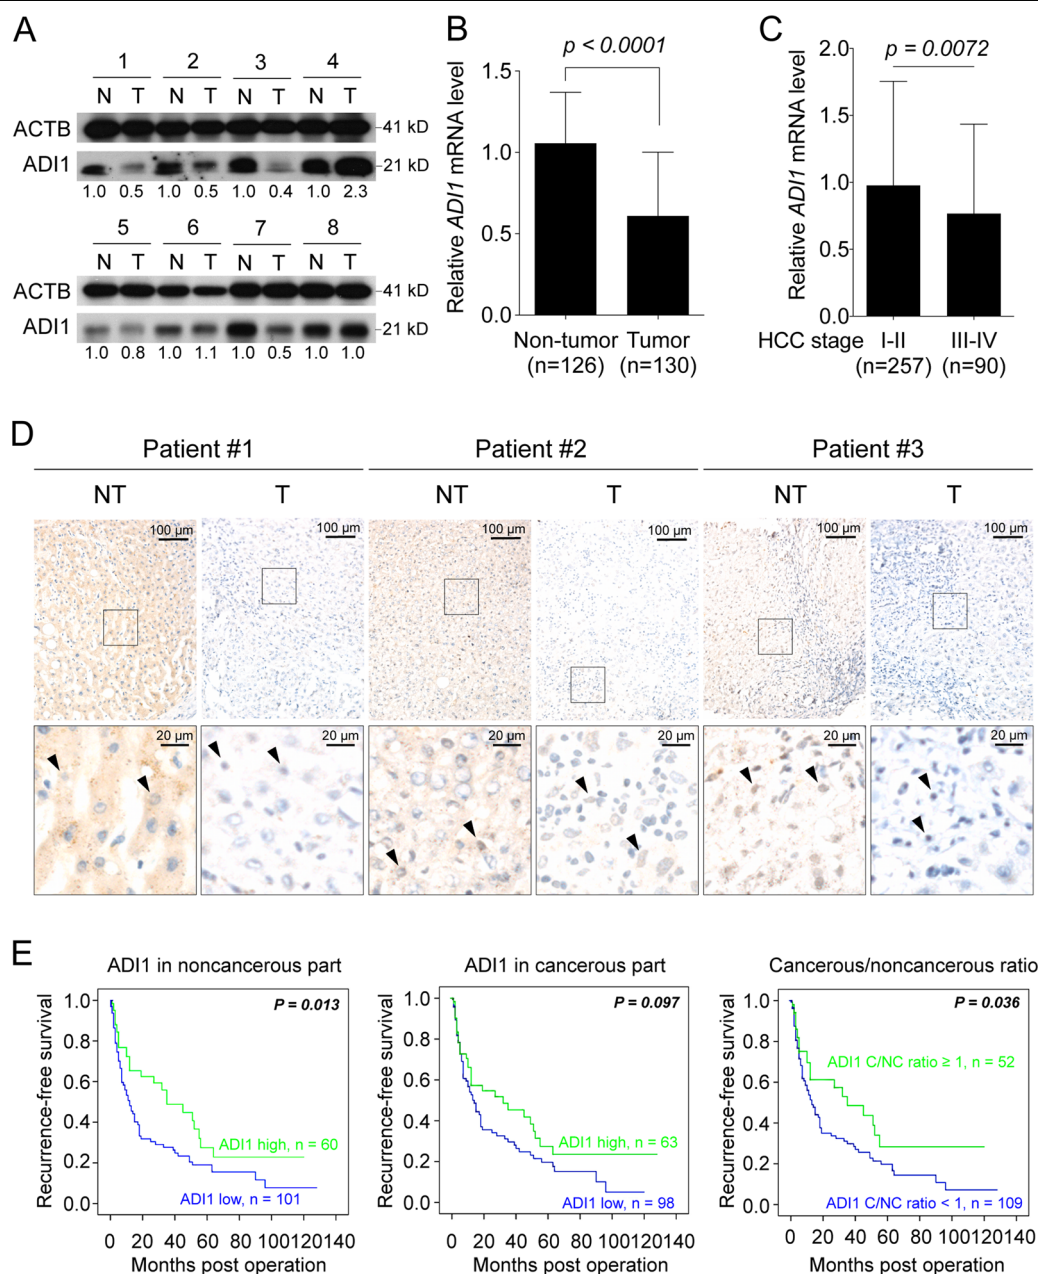 A
1 2 3 4
N T N T N T N T
ACTB 41 kD
ADI1 21 kD
1.0 0.5 1.0 0.5 1.0 0.4 1.0 2.3
5 6 7 8
N T N T N T N T
ACTB 41 kD
ADI1 21 kD
1.0 0.8 1.0 1.1 1.0 0.5 1.0 1.0
B
p < 0.0001
Relative ADI1 mRNA level
1.5
1.0
0.5
0.0
Non-tumor Tumor
(n=126) (n=130)
C
p = 0.0072
Relative ADI1 mRNA level
2.0
1.5
1.0
0.5
0.0
HCC stage I-II III-IV
(n=257) (n=90)
D
Patient #1 Patient #2 Patient #3
NT T NT T NT T
100 µm 100 µm 100 µm 100 µm 100 µm 100 µm
20 µm 20 µm 20 µm 20 µm 20 µm 20 µm
E
ADI1 in noncancerous part
P = 0.013
Recurrence-free survival
1.0
0.8
0.6
0.4
0.2
0.0
ADI1 high, n = 60
ADI1 low, n = 101
0 20 40 60 80 100 120 140
Months post operation
ADI1 in cancerous part
P = 0.097
Recurrence-free survival
1.0
0.8
0.6
0.4
0.2
0.0
ADI1 high, n = 63
ADI1 low, n = 98
0 20 40 60 80 100 120 140
Months post operation
Cancerous/noncancerous ratio
P = 0.036
Recurrence-free survival
1.0
0.8
0.6
0.4
0.2
0.0
ADI1 C/NC ratio ≥ 1, n = 52
ADI1 C/NC ratio < 1, n = 109
0 20 40 60 80 100 120 140
Months post operation